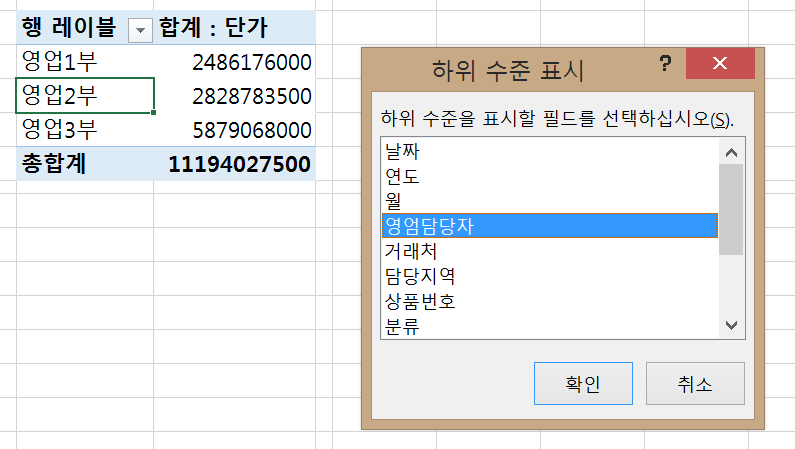 행 레이블 합계 : 단가
영업1부 2486176000
영업2부 2828783500
영업3부 5879068000
총합계 11194027500
하위 수준 표시
하위 수준을 표시할 필드를 선택하십시오(S).
날짜
연도
월
영엄담당자
거래처
담당지역
상품번호
분류
확인 취소